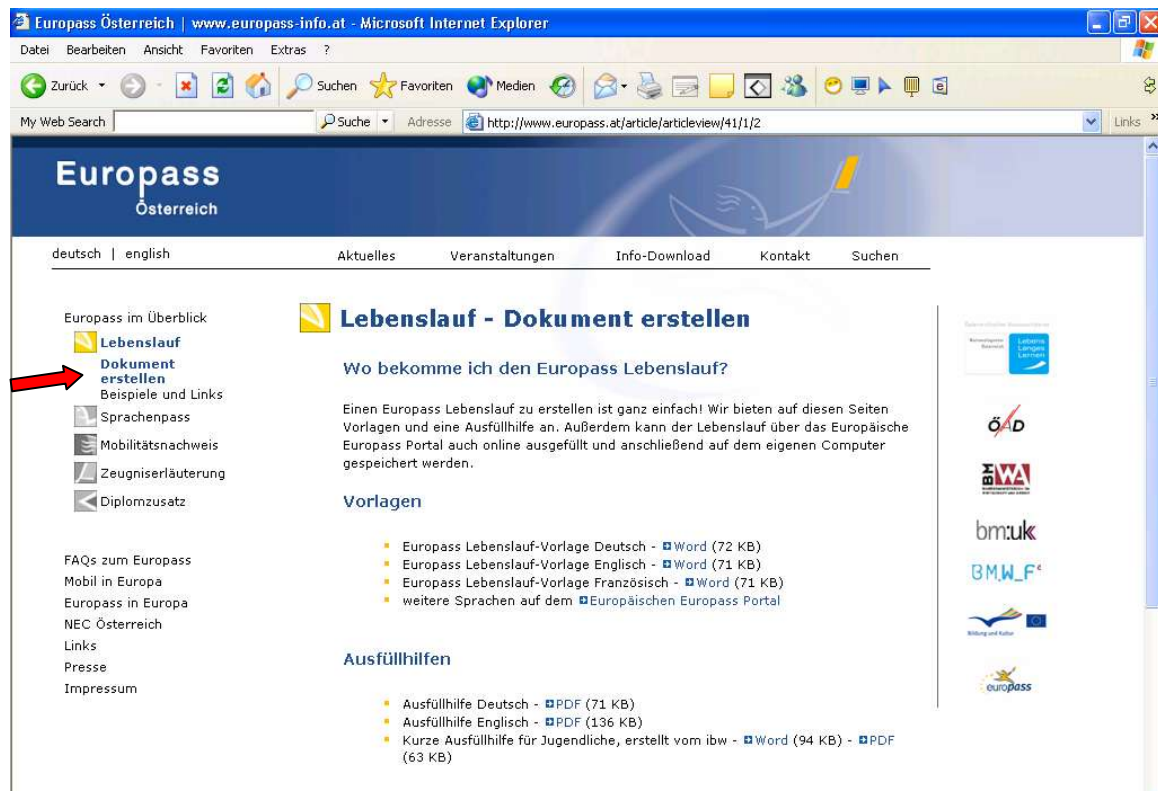 Europass Österreich | www.europass-info.at - Microsoft Internet Explorer
Datei Bearbeiten Ansicht Favoriten Extras ?
Zurück Suchen Favoriten Medien
My Web Search Suche Adresse http://www.europass.at/article/articleview/41/1/2 Links »
Europass
Österreich
deutsch | english Aktuelles Veranstaltungen Info-Download Kontakt Suchen
Europass im Überblick
Lebenslauf
Dokument
erstellen
Beispiele und Links
Sprachenpass
Mobilitätsnachweis
Zeugniserläuterung
Diplomzusatz
FAQs zum Europass
Mobil in Europa
Europass in Europa
NEC Österreich
Links
Presse
Impressum
Lebenslauf - Dokument erstellen
Wo bekomme ich den Europass Lebenslauf?
Einen Europass Lebenslauf zu erstellen ist ganz einfach! Wir bieten auf diesen Seiten
Vorlagen und eine Ausfüllhilfe an. Außerdem kann der Lebenslauf über das Europäische
Europass Portal auch online ausgefüllt und anschließend auf dem eigenen Computer
gespeichert werden.
Vorlagen
Europass Lebenslauf-Vorlage Deutsch - Word (72 KB)
Europass Lebenslauf-Vorlage Englisch - Word (71 KB)
Europass Lebenslauf-Vorlage Französisch - Word (71 KB)
weitere Sprachen auf dem Europäischen Europass Portal
Ausfüllhilfen
Ausfüllhilfe Deutsch - PDF (71 KB)
Ausfüllhilfe Englisch - PDF (136 KB)
Kurze Ausfüllhilfe für Jugendliche, erstellt vom ibw - Word (94 KB) - PDF
(63 KB)
Lebens
Langes
Lernen
ÖAD
BM
WA
bm:uk
BM.W_Fª
Bildung und Kultur
europass